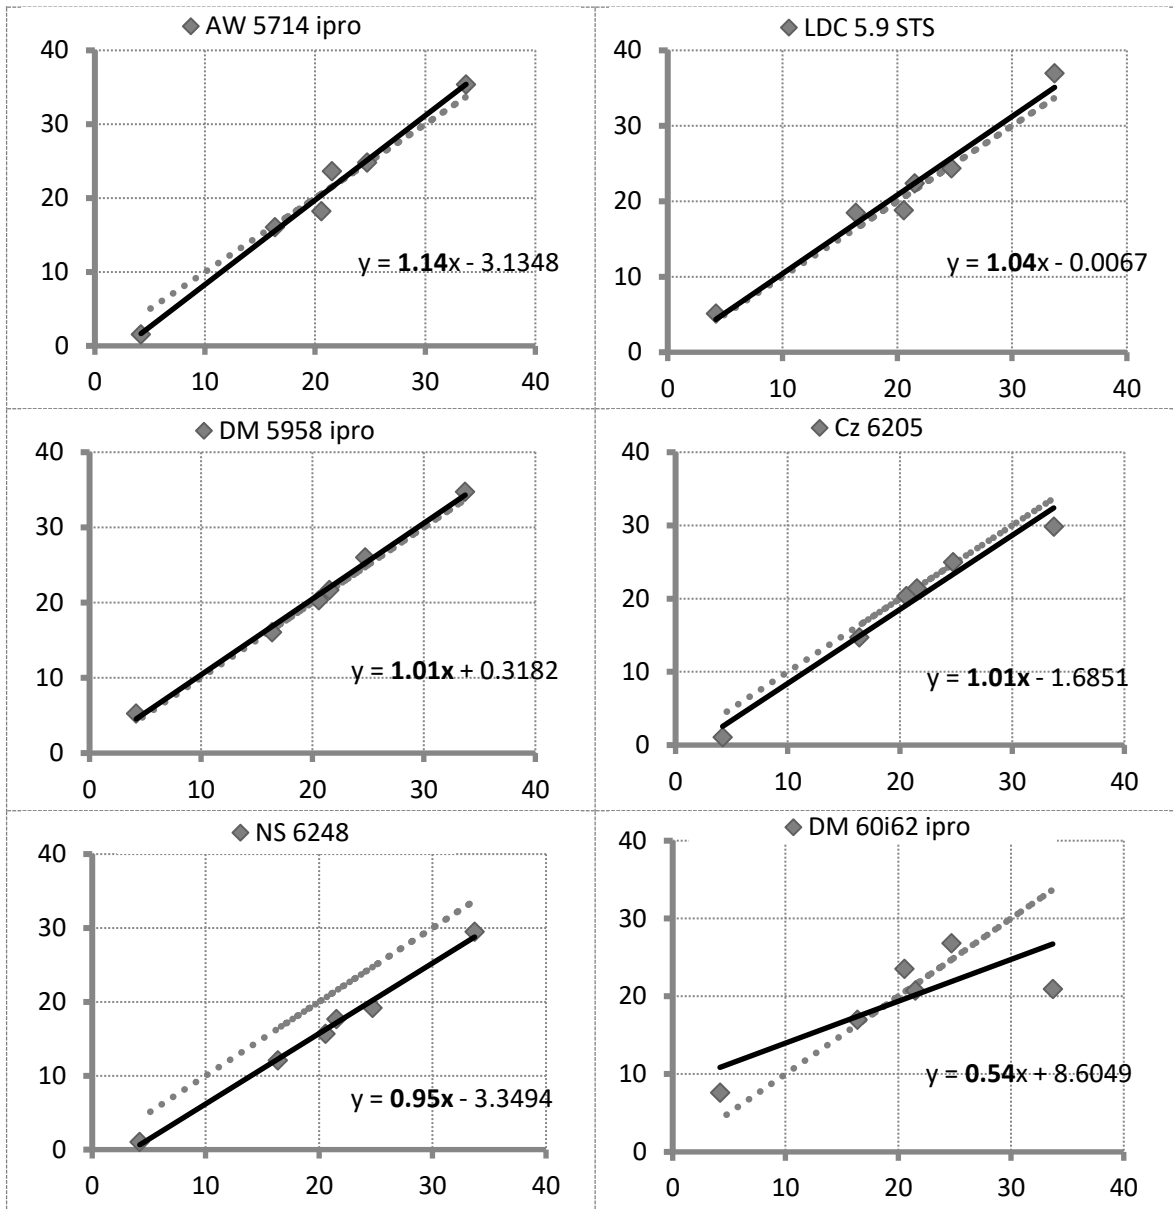 AW 5714 ipro
40
30
20
10
0
y = 1.14x - 3.1348
0 10 20 30 40
LDC 5.9 STS
40
30
20
10
0
y = 1.04x - 0.0067
0 10 20 30 40
DM 5958 ipro
40
30
20
10
0
y = 1.01x + 0.3182
0 10 20 30 40
Cz 6205
40
30
20
10
0
y = 1.01x - 1.6851
0 10 20 30 40
NS 6248
40
30
20
10
0
y = 0.95x - 3.3494
0 10 20 30 40
DM 60i62 ipro
40
30
20
10
0
y = 0.54x + 8.6049
0 10 20 30 40